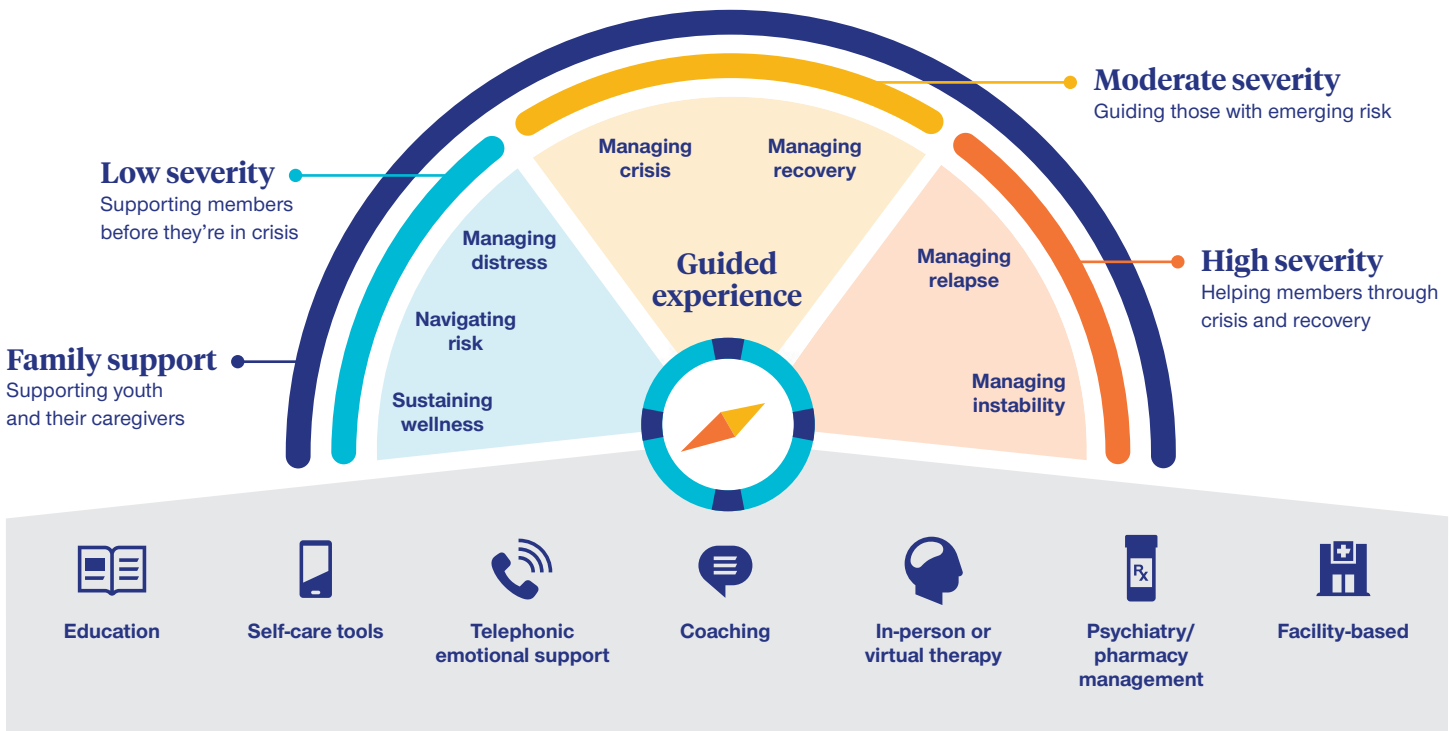 Moderate severity
Guiding those with emerging risk
Low severity
Supporting members
before they’re in crisis
Family support
Supporting youth
and their caregivers
High severity
Helping members through
crisis and recovery
Sustaining
wellness
Navigating
risk
Managing
distress
Managing
crisis
Managing
recovery
Guided
experience
Managing
relapse
Managing
instability
Education
Self-care tools
Telephonic
emotional support
Coaching
In-person or
virtual therapy
Rx
Psychiatry/
pharmacy
management
Facility-based